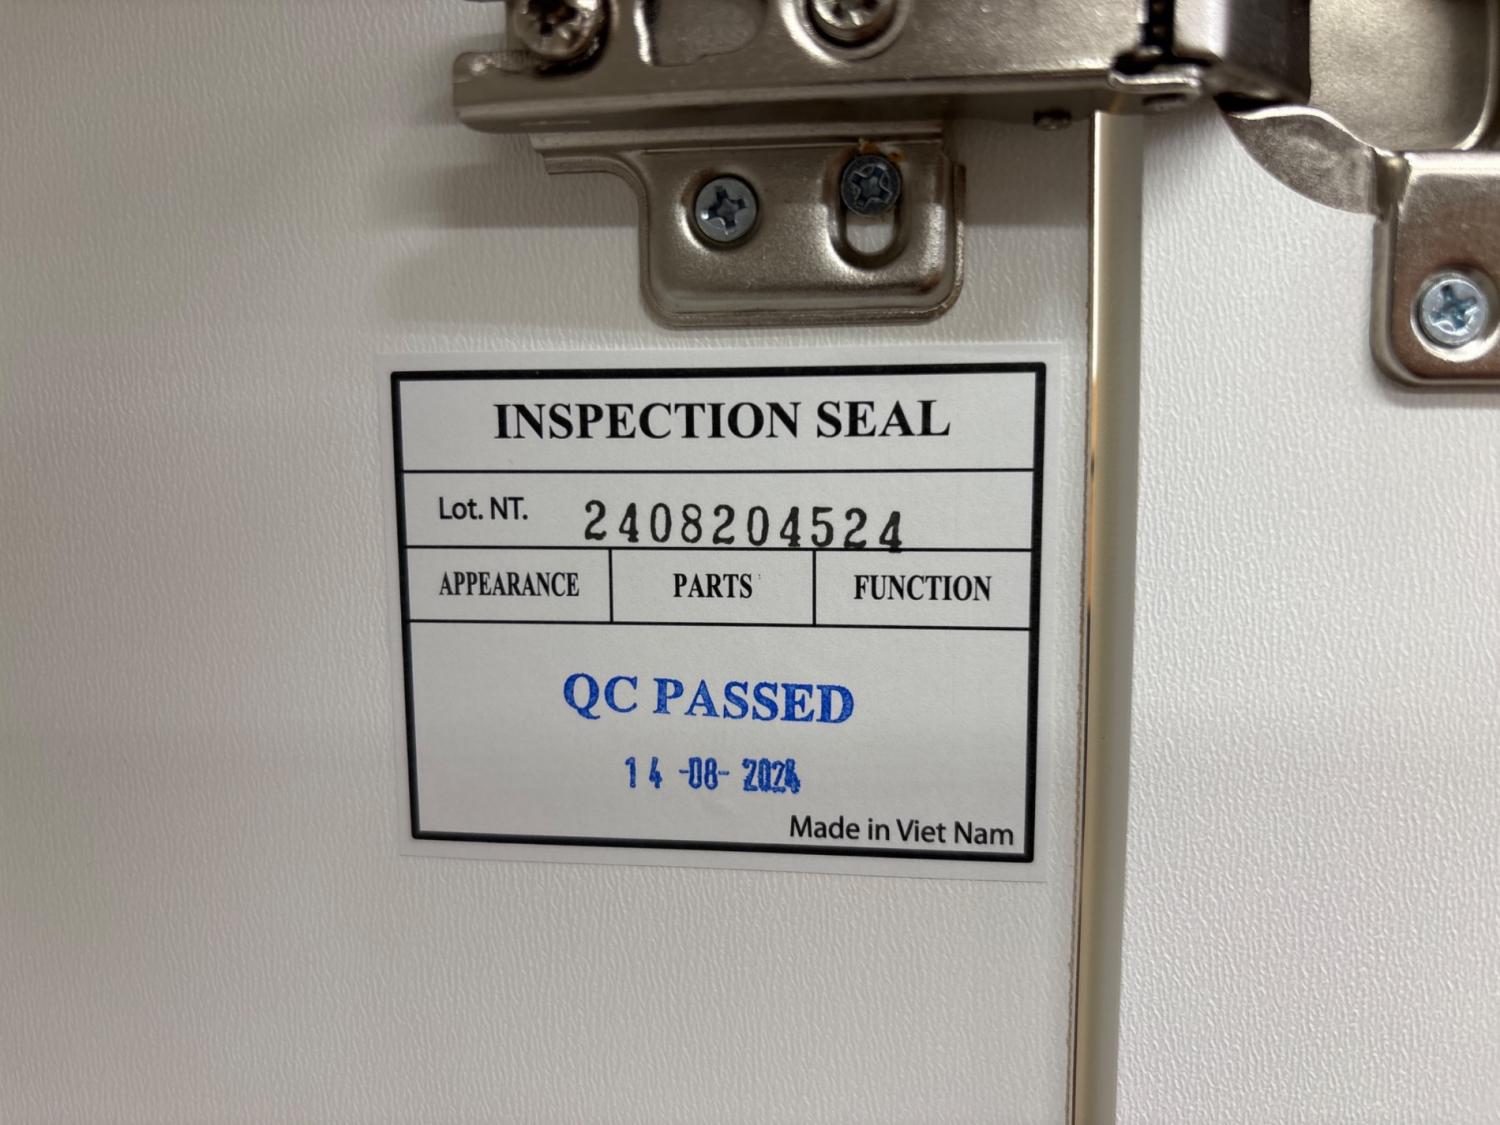 INSPECTION SEAL
Lot. NT. 2408204524
APPEARANCE PARTS FUNCTION
QC PASSED
14 -08- 2024
Made in Viet Nam